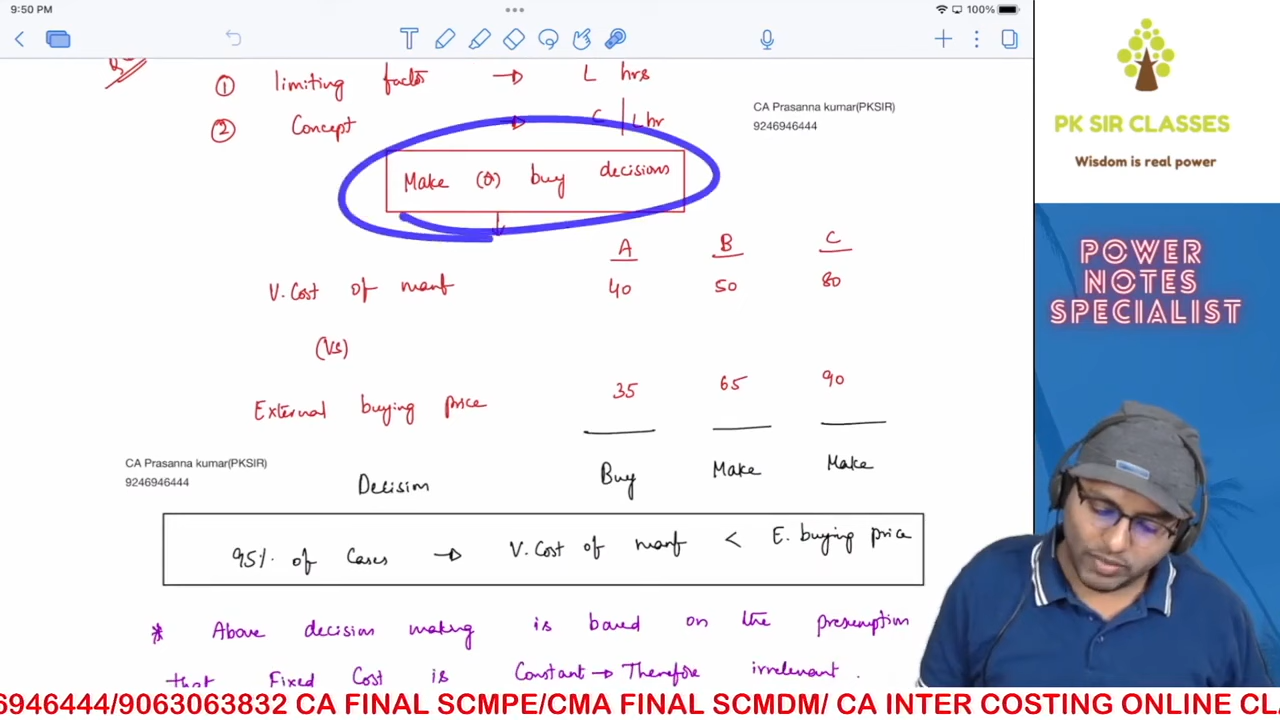 9:50 PM
100%
① limiting factor → L hrs
② Concept → C | Lhr
CA Prasanna kumar(PKSIR)
9246946444
Make (or) buy decisions
A B C
V.Cost of manf 40 50 80
(Vs)
External buying price 35 65 90
CA Prasanna kumar(PKSIR)
9246946444
Decision Buy Make Make
95% of Cases → V.Cost of manf < E. buying price
* Above decision making is based on the presumption
that Fixed Cost is Constant → Therefore irrelevant.
PK SIR CLASSES
Wisdom is real power
POWER
NOTES
SPECIALIST
6946444/9063063832 CA FINAL SCMPE/CMA FINAL SCMDM/ CA INTER COSTING ONLINE CL